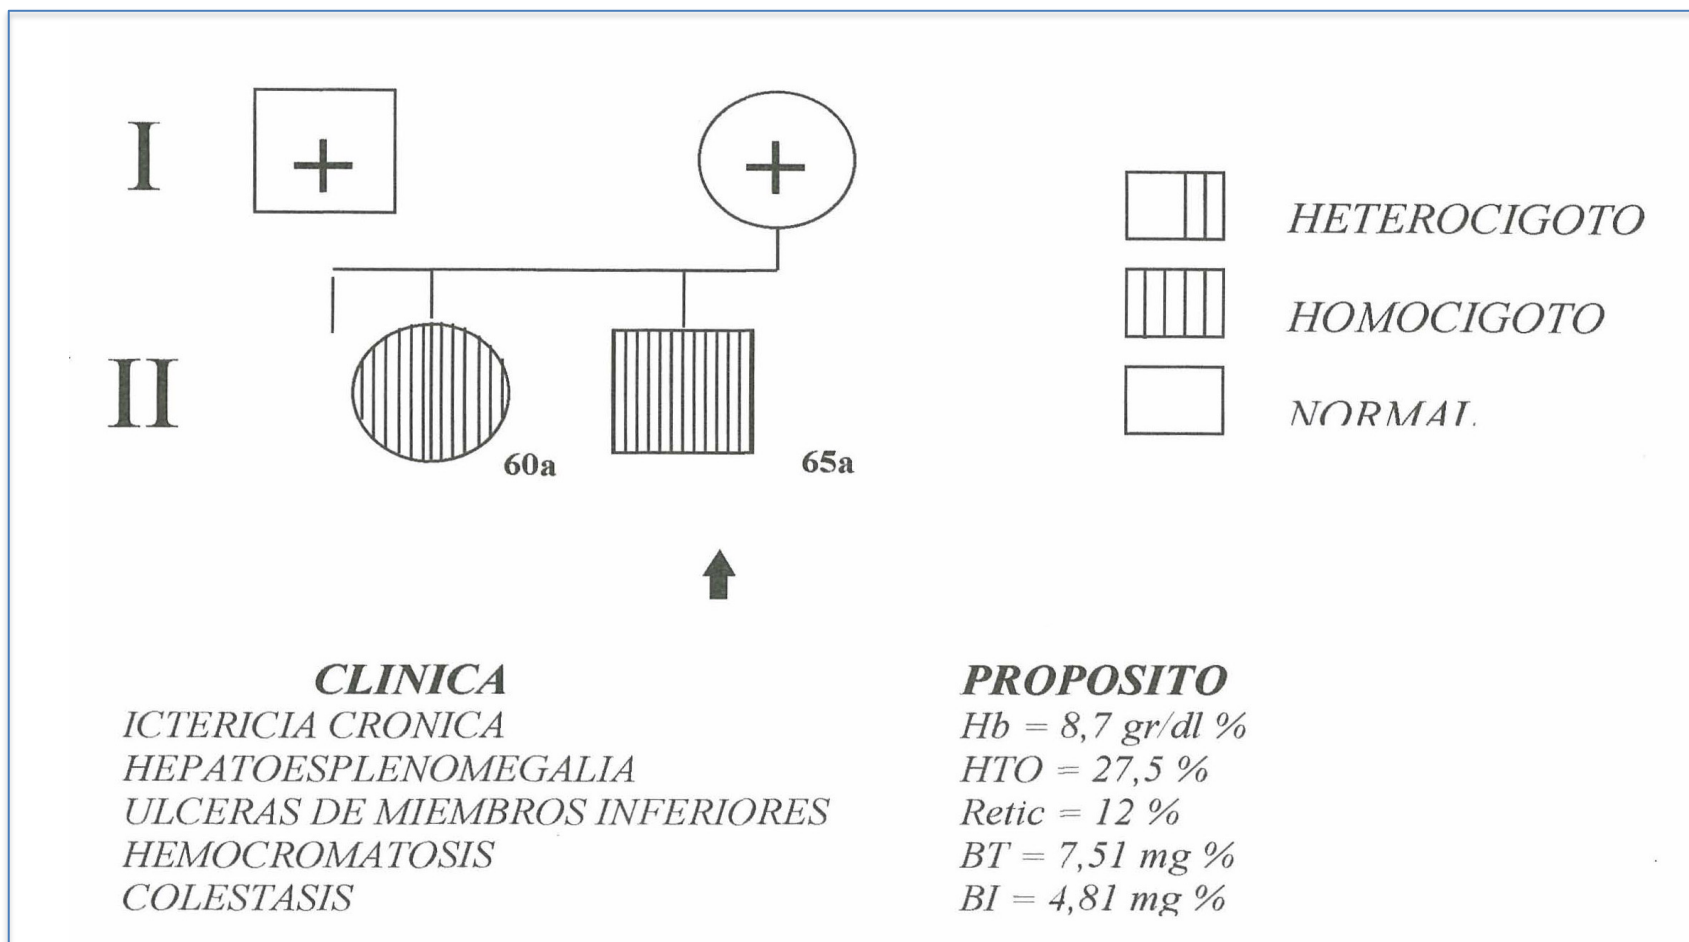 I
HETEROCIGOTO
HOMOCIGOTO
II
NORMAL
60a
65a
CLINICA
ICTERICIA CRONICA
HEPATOESPLENOMEGALIA
ULCERAS DE MIEMBROS INFERIORES
HEMOCROMATOSIS
COLESTASIS
PROPOSITO
Hb = 8,7 gr/dl %
HTO = 27,5 %
Retic = 12 %
BT = 7,51 mg %
BI = 4,81 mg %